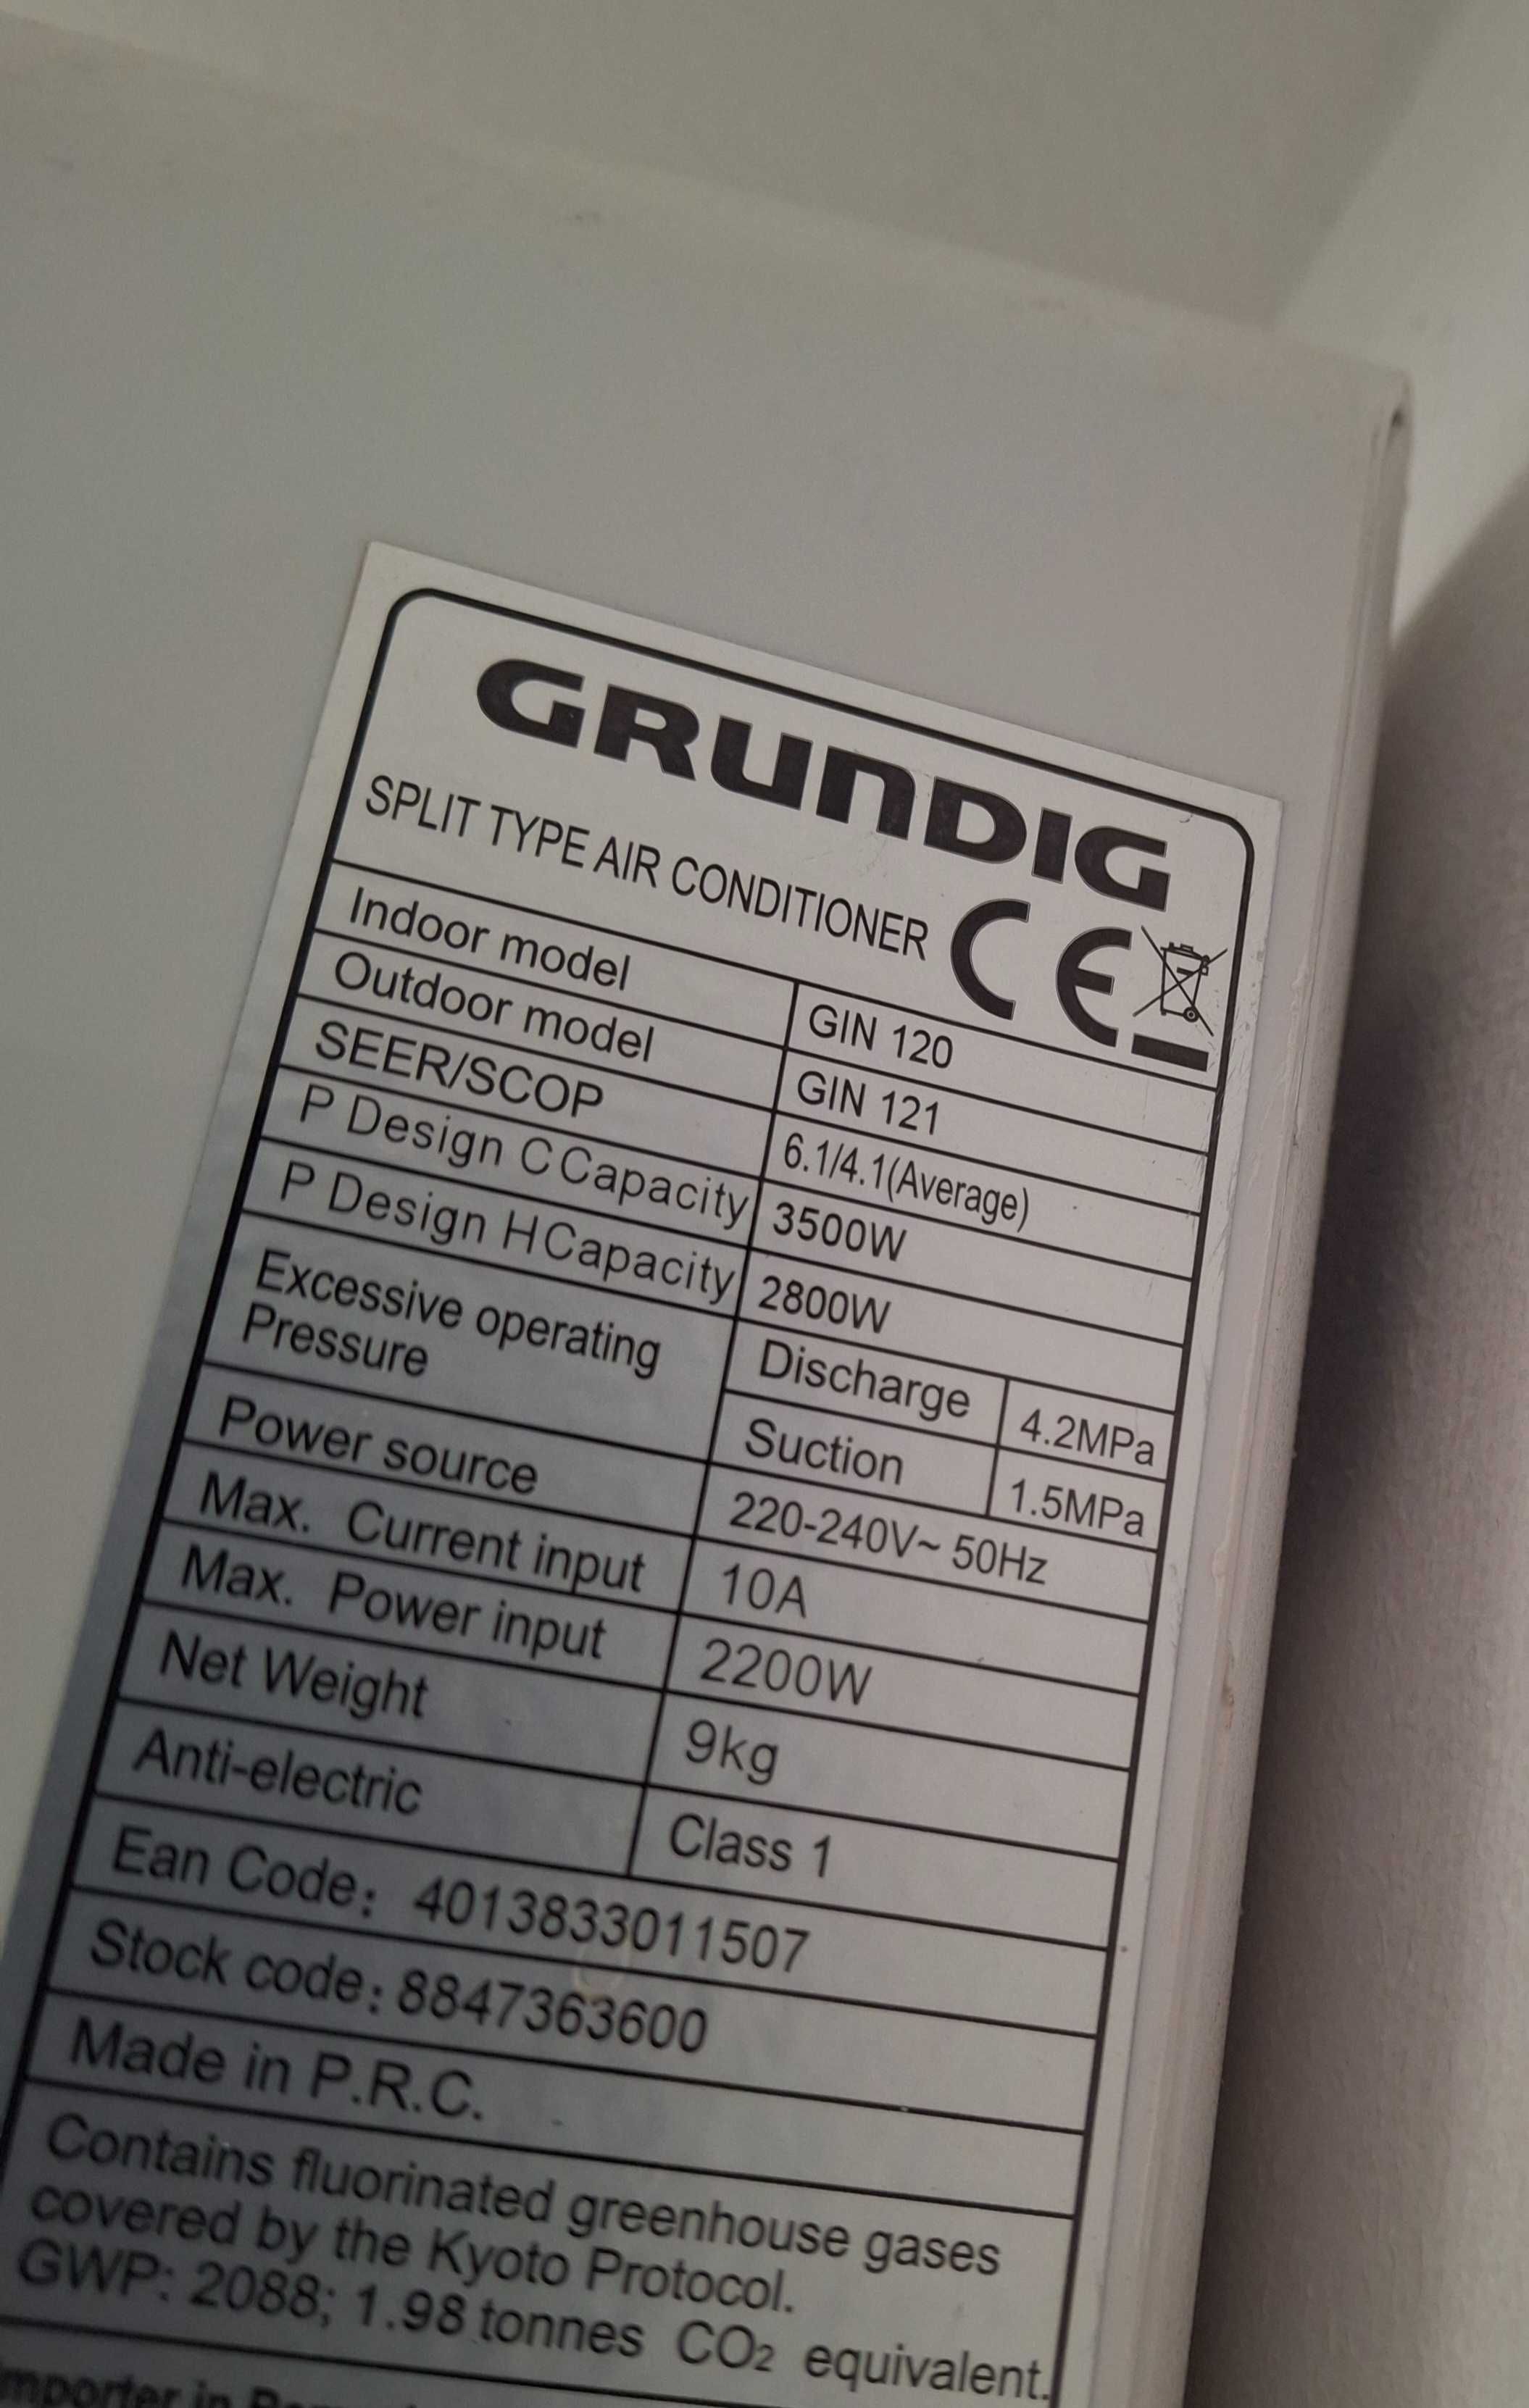 GRUNDIG
SPLIT TYPE AIR CONDITIONER CE
Indoor model GIN 120
Outdoor model GIN 121
SEER/SCOP 6.1/4.1(Average)
P Design C Capacity 3500W
P Design H Capacity 2800W
Excessive operating Pressure Discharge 4.2MPa
Suction 1.5MPa
Power source 220-240V~ 50Hz
Max. Current input 10A
Max. Power input 2200W
Net Weight 9kg
Anti-electric Class 1
Ean Code: 4013833011507
Stock code: 8847363600
Made in P.R.C.
Contains fluorinated greenhouse gases
covered by the Kyoto Protocol.
GWP: 2088; 1.98 tonnes CO₂ equivalent.
in